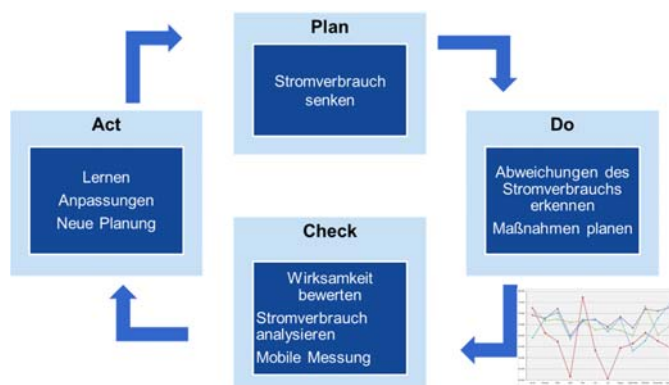 Plan
Stromverbrauch
senken
Act
Lernen
Anpassungen
Neue Planung
Do
Abweichungen des
Stromverbrauchs
erkennen
Maßnahmen planen
Check
Wirksamkeit
bewerten
Stromverbrauch
analysieren
Mobile Messung